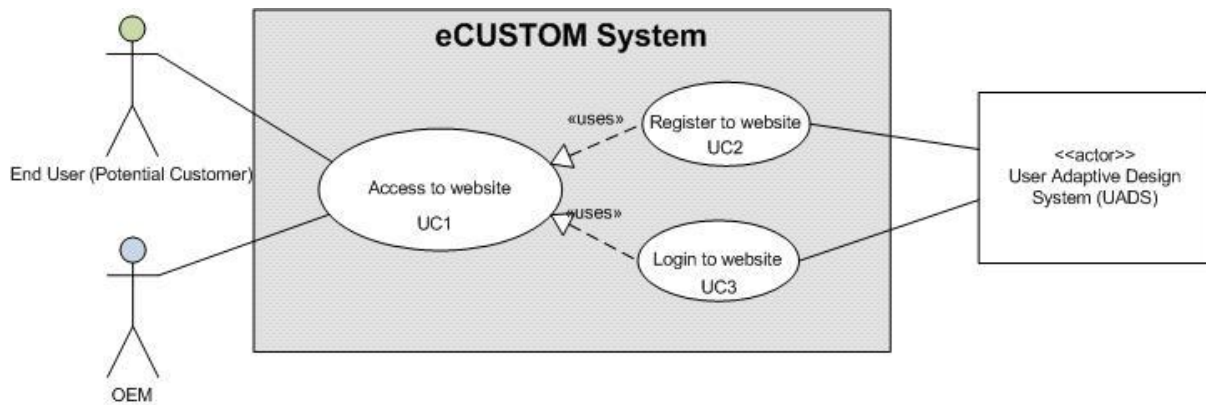 eCUSTOM System
End User (Potential Customer)
OEM
Access to website
UC1
«uses»
«uses»
Register to website
UC2
Login to website
UC3
<<actor>>
User Adaptive Design
System (UADS)